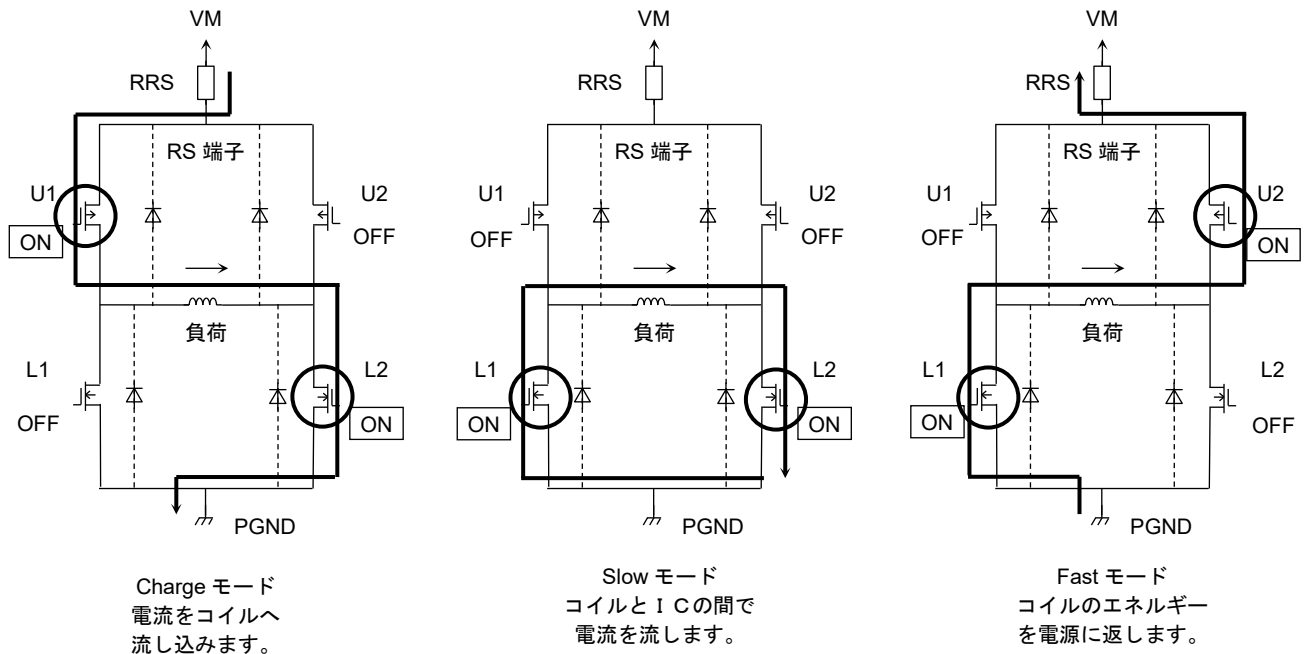 VM
RRS
RS 端子
U1
U2
ON
OFF
負荷
L1
L2
OFF
ON
PGND
Charge モード
電流をコイルへ
流し込みます。
VM
RRS
RS 端子
U1
U2
OFF
OFF
負荷
L1
L2
ON
ON
PGND
Slow モード
コイルとＩＣの間で
電流を流します。
VM
RRS
RS 端子
U1
U2
OFF
ON
負荷
L1
L2
ON
OFF
PGND
Fast モード
コイルのエネルギー
を電源に返します。